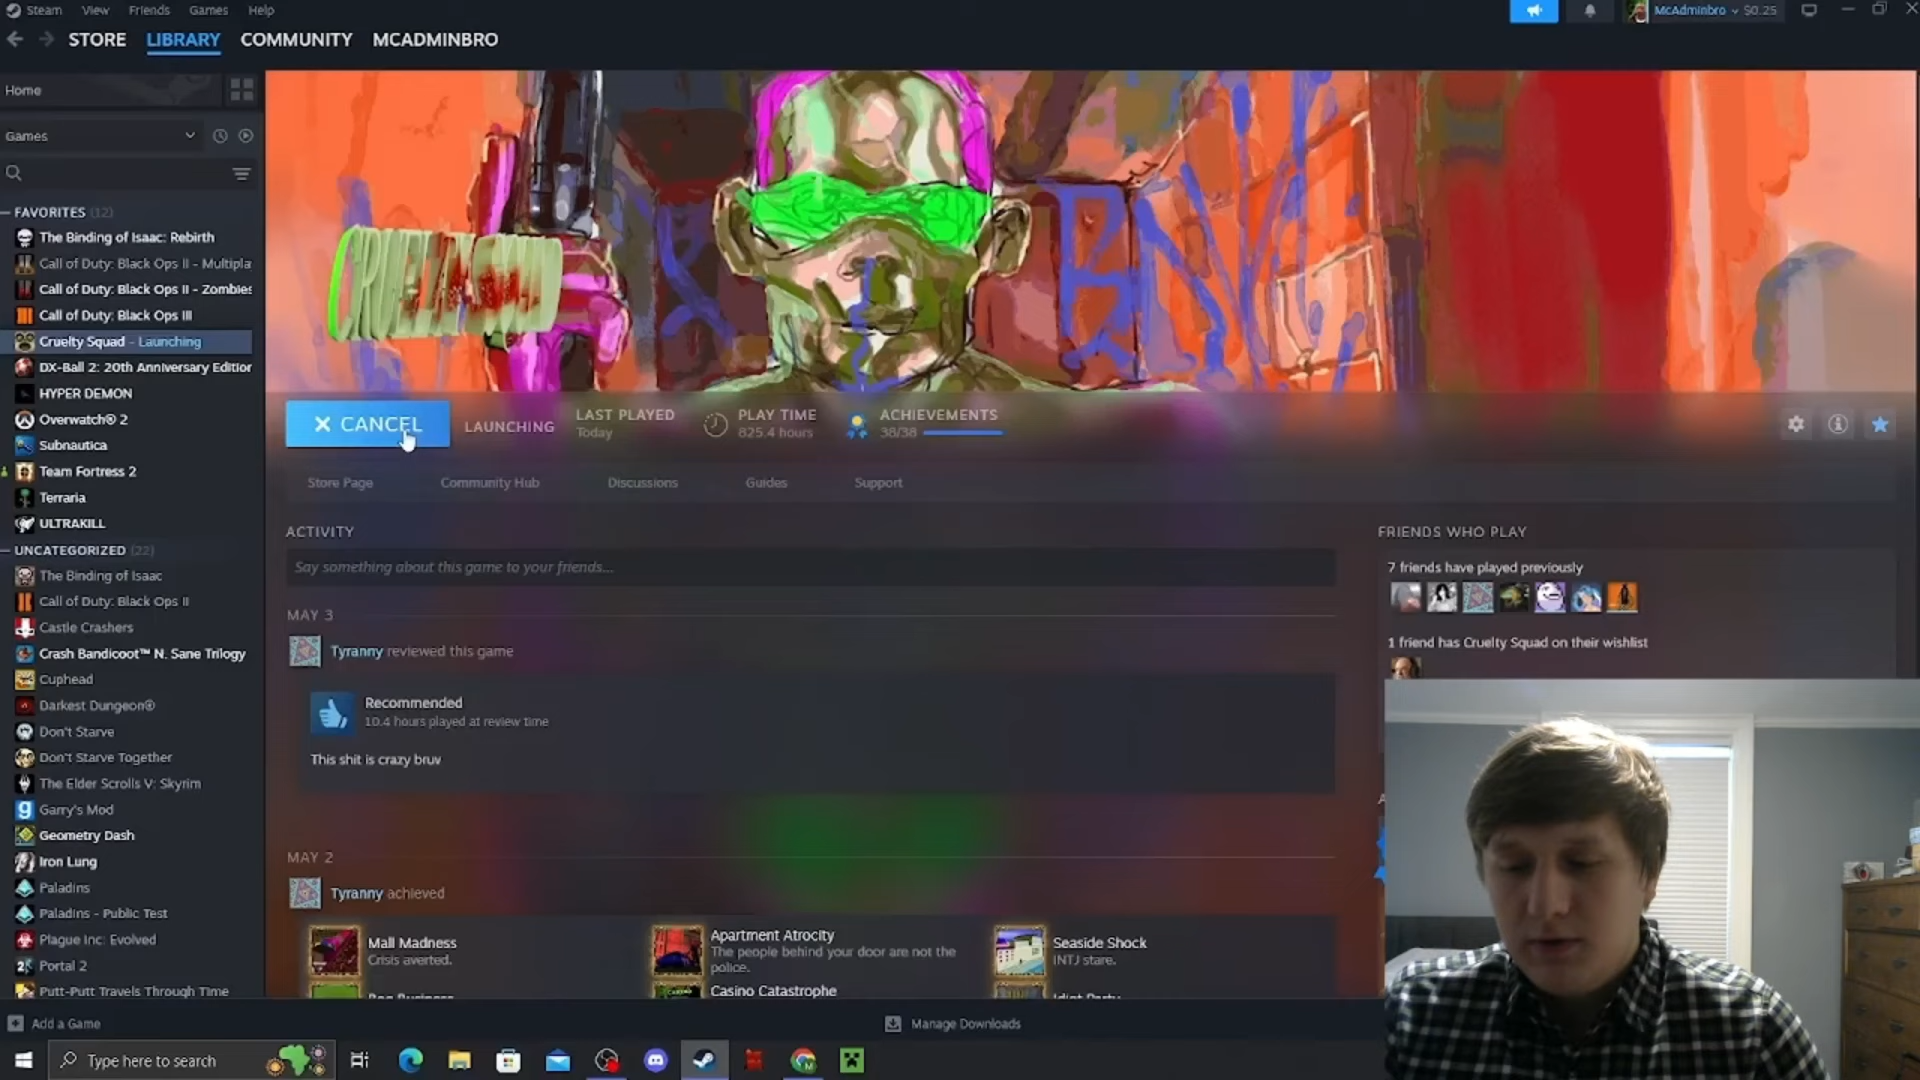 Steam View Friends Games Help
McAdminbro $0.25
STORE LIBRARY COMMUNITY MCADMINBRO
Home
Games
FAVORITES (12)
The Binding of Isaac: Rebirth
Call of Duty: Black Ops II - Multipla
Call of Duty: Black Ops II - Zombies
Call of Duty: Black Ops III
Cruelty Squad - Launching
DX-Ball 2: 20th Anniversary Edition
HYPER DEMON
Overwatch® 2
Subnautica
Team Fortress 2
Terraria
ULTRAKILL
UNCATEGORIZED (22)
The Binding of Isaac
Call of Duty: Black Ops II
Castle Crashers
Crash Bandicoot™ N. Sane Trilogy
Cuphead
Darkest Dungeon®
Don't Starve
Don't Starve Together
The Elder Scrolls V: Skyrim
Garry's Mod
Geometry Dash
Iron Lung
Paladins
Paladins - Public Test
Plague Inc: Evolved
Portal 2
Putt-Putt Travels Through Time
CANCEL
LAUNCHING
LAST PLAYED
Today
PLAY TIME
825.4 hours
ACHIEVEMENTS
38/38
Store Page Community Hub Discussions Guides Support
ACTIVITY
Say something about this game to your friends...
MAY 3
Tyranny reviewed this game
Recommended
10.4 hours played at review time
This shit is crazy bruv
MAY 2
Tyranny achieved
Mall Madness
Crisis averted.
Apartment Atrocity
The people behind your door are not the
police.
Seaside Shock
INTJ stare.
Casino Catastrophe
Idiot Party
FRIENDS WHO PLAY
7 friends have played previously
1 friend has Cruelty Squad on their wishlist
Add a Game
Manage Downloads
Type here to search